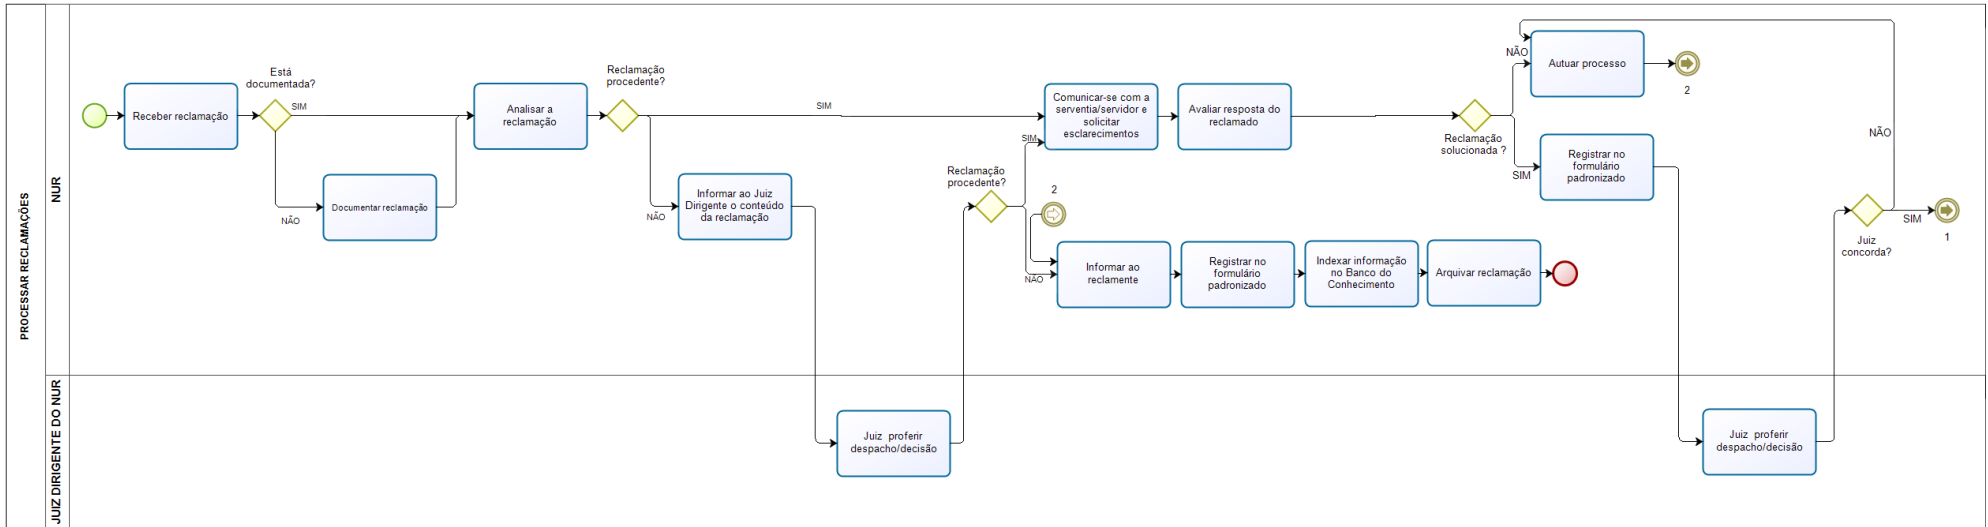 PROCESSAR RECLAMAÇÕES
NUR
JUIZ DIRIGENTE DO NUR
Receber reclamação
Está
documentada?
SIM
NÃO
Documentar reclamação
Analisar a
reclamação
Reclamação
procedente?
SIM
NÃO
Informar ao Juiz
Dirigente o conteúdo
da reclamação
Juiz proferir
despacho/decisão
Reclamação
procedente?
SIM
NÃO
2
Comunicar-se com a
serventia/servidor e
solicitar
esclarecimentos
Avaliar resposta do
reclamado
Informar ao
reclamente
Registrar no
formulário
padronizado
Indexar informação
no Banco do
Conhecimento
Arquivar reclamação
Reclamação
solucionada ?
NÃO
SIM
Autuar processo
2
Registrar no
formulário
padronizado
Juiz proferir
despacho/decisão
Juiz
concorda?
NÃO
SIM
1